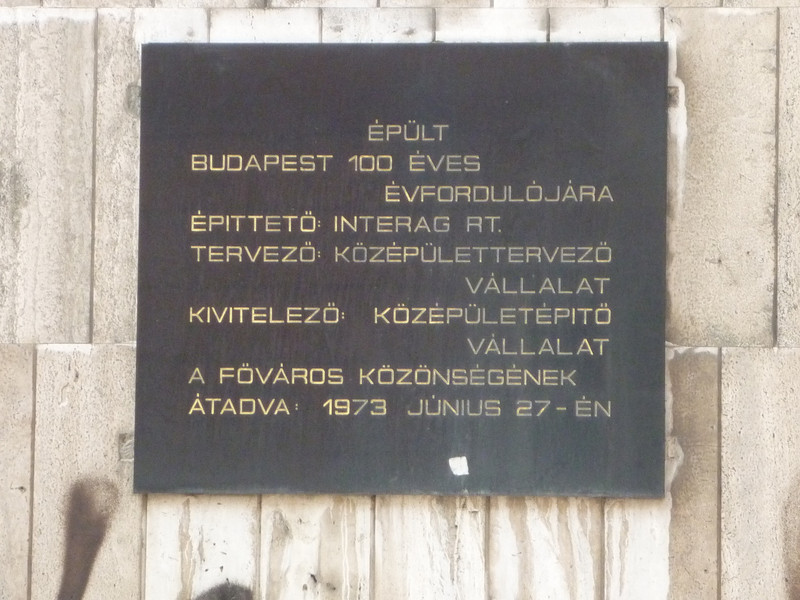 ÉPÜLT
BUDAPEST 100 ÉVES
ÉVFORDULÓJÁRA
ÉPITTETŐ: INTERAG RT.
TERVEZŐ: KÖZÉPÜLETTERVEZŐ
VÁLLALAT
KIVITELEZŐ: KÖZÉPÜLETÉPITŐ
VÁLLALAT
A FŐVÁROS KÖZÖNSÉGÉNEK
ÁTADVA: 1973 JÚNIUS 27-ÉN